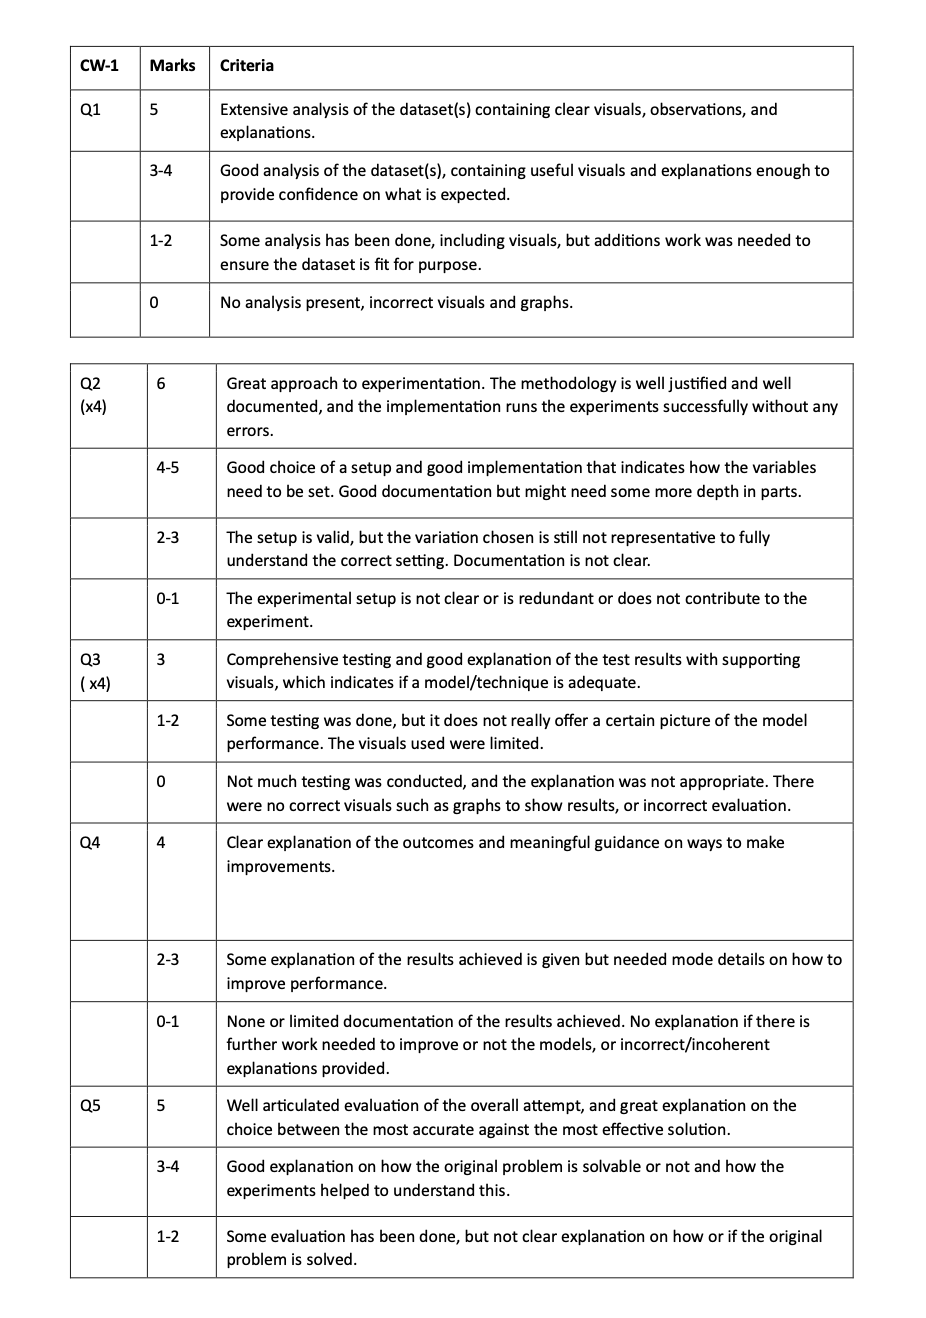 CW-1 Marks Criteria
Q1 5 Extensive analysis of the dataset(s) containing clear visuals, observations, and
explanations.
3-4 Good analysis of the dataset(s), containing useful visuals and explanations enough to
provide confidence on what is expected.
1-2 Some analysis has been done, including visuals, but additions work was needed to
ensure the dataset is fit for purpose.
0 No analysis present, incorrect visuals and graphs.
Q2 6 Great approach to experimentation. The methodology is well justified and well
(x4) documented, and the implementation runs the experiments successfully without any
errors.
4-5 Good choice of a setup and good implementation that indicates how the variables
need to be set. Good documentation but might need some more depth in parts.
2-3 The setup is valid, but the variation chosen is still not representative to fully
understand the correct setting. Documentation is not clear.
0-1 The experimental setup is not clear or is redundant or does not contribute to the
experiment.
Q3 3 Comprehensive testing and good explanation of the test results with supporting
( x4) visuals, which indicates if a model/technique is adequate.
1-2 Some testing was done, but it does not really offer a certain picture of the model
performance. The visuals used were limited.
0 Not much testing was conducted, and the explanation was not appropriate. There
were no correct visuals such as graphs to show results, or incorrect evaluation.
Q4 4 Clear explanation of the outcomes and meaningful guidance on ways to make
improvements.
2-3 Some explanation of the results achieved is given but needed mode details on how to
improve performance.
0-1 None or limited documentation of the results achieved. No explanation if there is
further work needed to improve or not the models, or incorrect/incoherent
explanations provided.
Q5 5 Well articulated evaluation of the overall attempt, and great explanation on the
choice between the most accurate against the most effective solution.
3-4 Good explanation on how the original problem is solvable or not and how the
experiments helped to understand this.
1-2 Some evaluation has been done, but not clear explanation on how or if the original
problem is solved.